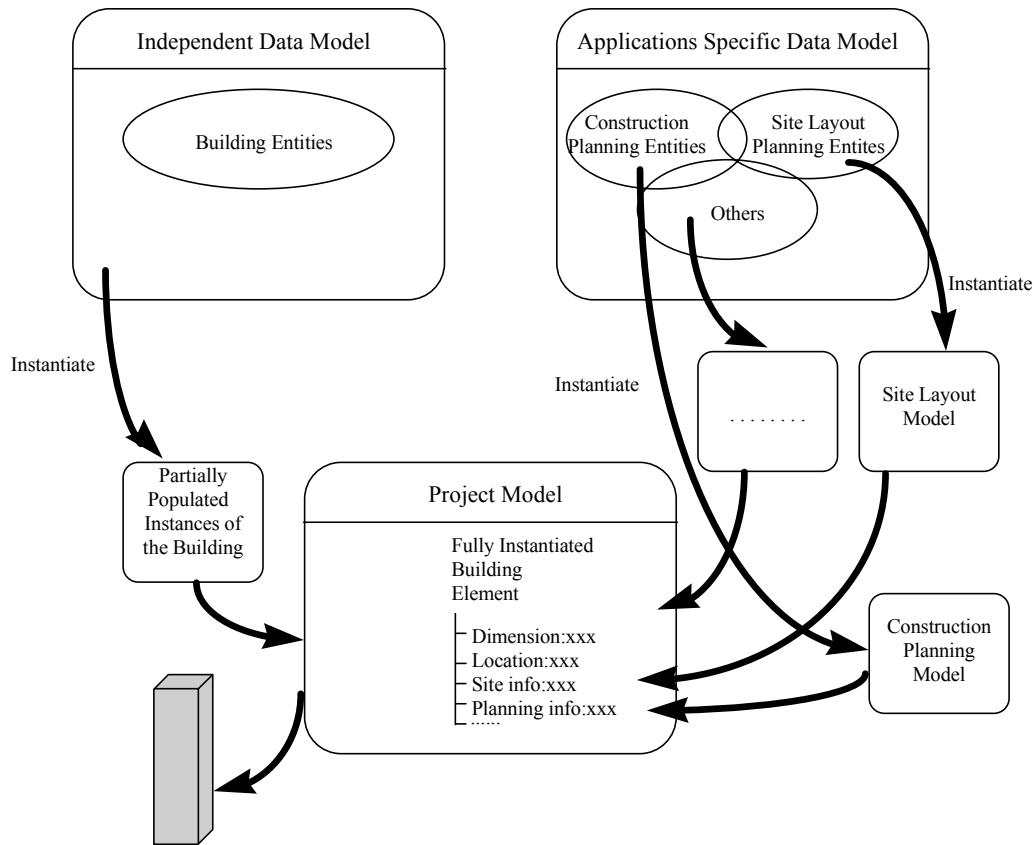 Independent Data Model
Building Entities
Applications Specific Data Model
Construction
Planning Entities
Site Layout
Planning Entites
Others
Instantiate
Instantiate
Instantiate
. . . . . . . .
Site Layout
Model
Partially
Populated
Instances of
the Building
Project Model
Fully Instantiated
Building
Element
Dimension:xxx
Location:xxx
Site info:xxx
Planning info:xxx
......
Construction
Planning
Model